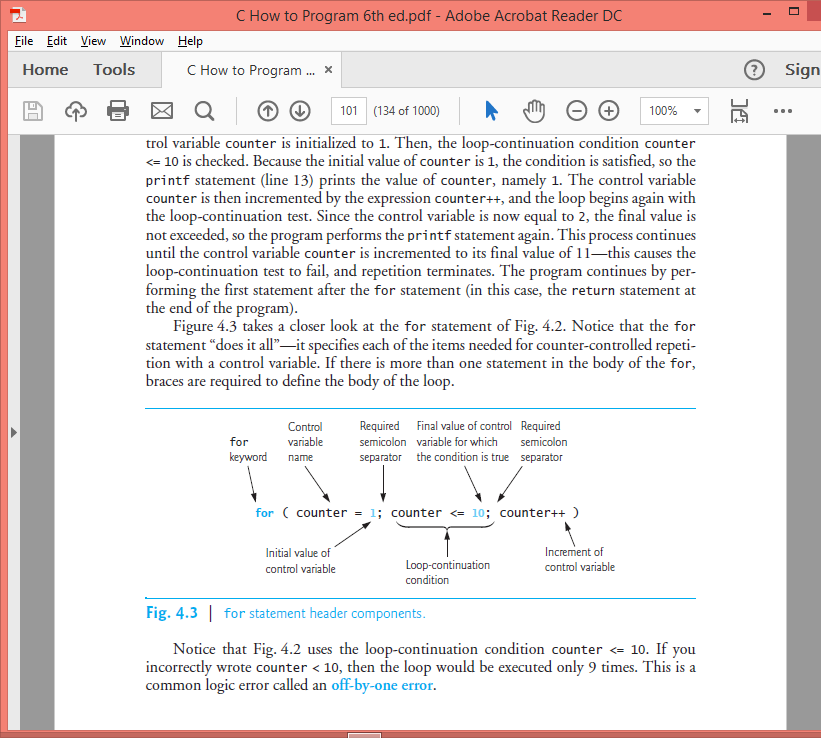 C How to Program 6th ed.pdf - Adobe Acrobat Reader DC
File Edit View Window Help
Home Tools C How to Program ... × ? Sign
101 (134 of 1000) 100%
trol variable counter is initialized to 1. Then, the loop-continuation condition counter
<= 10 is checked. Because the initial value of counter is 1, the condition is satisfied, so the
printf statement (line 13) prints the value of counter, namely 1. The control variable
counter is then incremented by the expression counter++, and the loop begins again with
the loop-continuation test. Since the control variable is now equal to 2, the final value is
not exceeded, so the program performs the printf statement again. This process continues
until the control variable counter is incremented to its final value of 11—this causes the
loop-continuation test to fail, and repetition terminates. The program continues by per-
forming the first statement after the for statement (in this case, the return statement at
the end of the program).
Figure 4.3 takes a closer look at the for statement of Fig. 4.2. Notice that the for
statement “does it all”—it specifies each of the items needed for counter-controlled repeti-
tion with a control variable. If there is more than one statement in the body of the for,
braces are required to define the body of the loop.
for
keyword
Control
variable
name
Required
semicolon
separator
Final value of control
variable for which
the condition is true
Required
semicolon
separator
for ( counter = 1; counter <= 10; counter++ )
Initial value of
control variable
Loop-continuation
condition
Increment of
control variable
Fig. 4.3 | for statement header components.
Notice that Fig. 4.2 uses the loop-continuation condition counter <= 10. If you
incorrectly wrote counter < 10, then the loop would be executed only 9 times. This is a
common logic error called an off-by-one error.